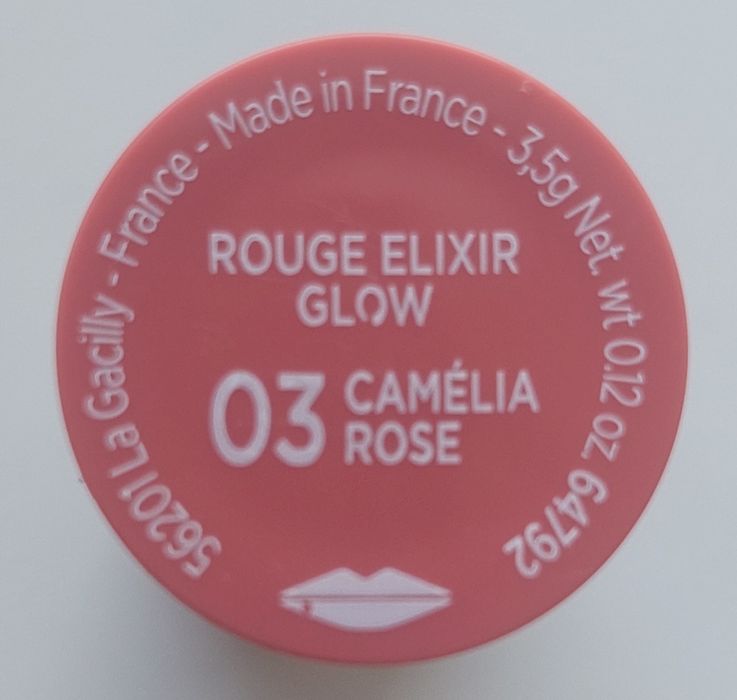 56201 La Gacilly - France - Made in France - 3,5g Net. wt 0.12 oz. 64792
ROUGE ELIXIR
GLOW
03 CAMÉLIA
ROSE